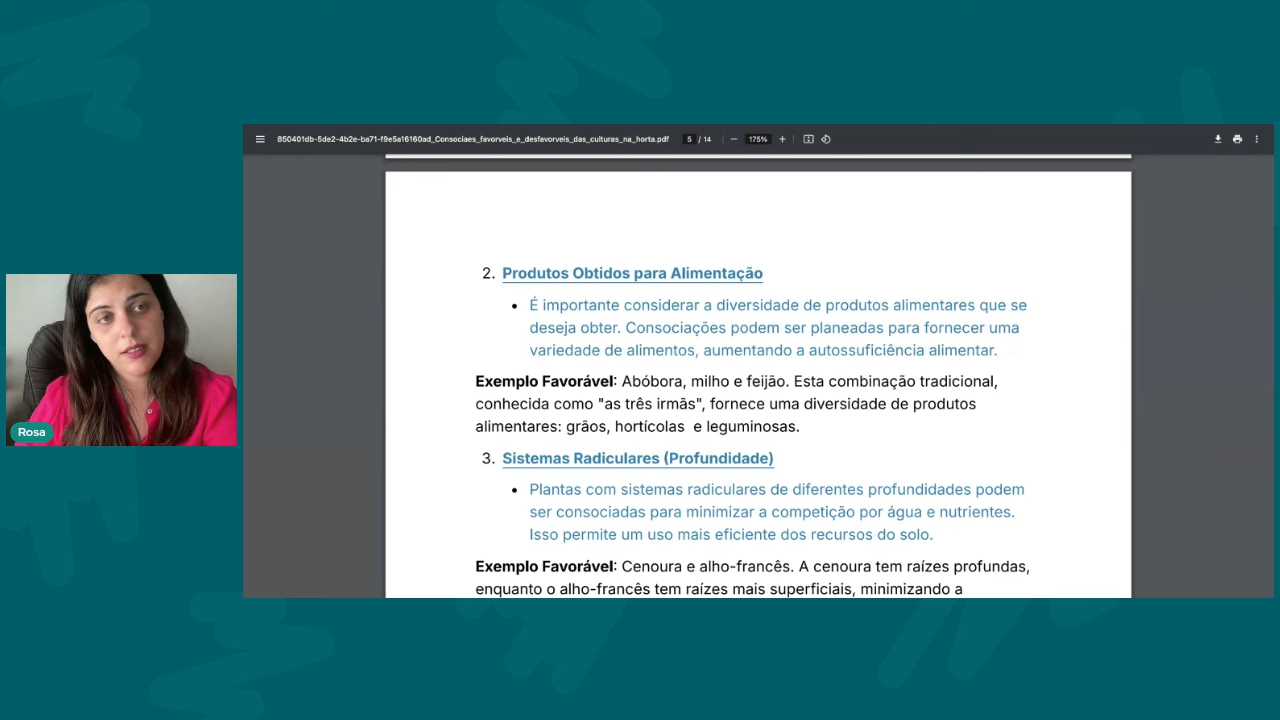 850401db-5de2-4b2e-ba71-f9e5a16160ad_Consociaes_favorveis_e_desfavorveis_das_culturas_na_horta.pdf 5 / 14 175%
2. Produtos Obtidos para Alimentação
• É importante considerar a diversidade de produtos alimentares que se
deseja obter. Consociações podem ser planeadas para fornecer uma
variedade de alimentos, aumentando a autossuficiência alimentar.
Exemplo Favorável: Abóbora, milho e feijão. Esta combinação tradicional,
conhecida como "as três irmãs", fornece uma diversidade de produtos
alimentares: grãos, hortícolas e leguminosas.
3. Sistemas Radiculares (Profundidade)
• Plantas com sistemas radiculares de diferentes profundidades podem
ser consociadas para minimizar a competição por água e nutrientes.
Isso permite um uso mais eficiente dos recursos do solo.
Exemplo Favorável: Cenoura e alho-francês. A cenoura tem raízes profundas,
enquanto o alho-francês tem raízes mais superficiais, minimizando a
Rosa